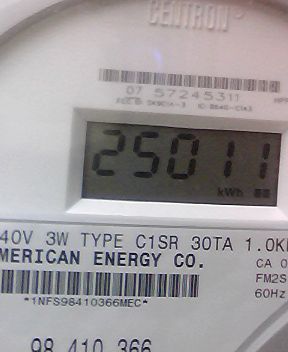 CENTRON
07 57245311
25011
kWh
40V 3W TYPE C1SR 30TA 1.0K
MERICAN ENERGY CO.
CA 0
FM2S
60Hz
*1NFS98410366MEC*
98 410 366